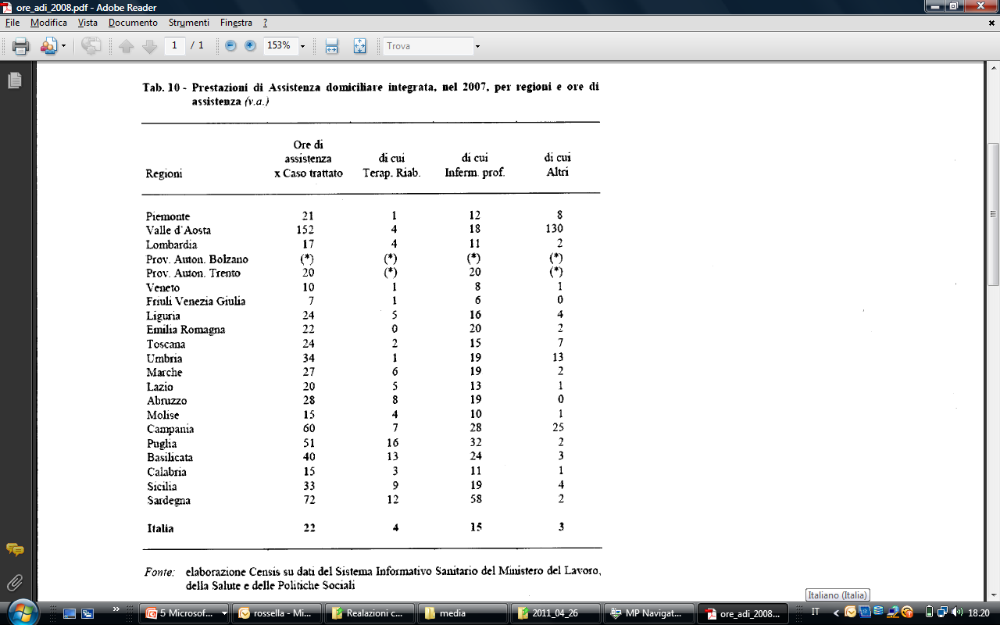 ore_adi_2008.pdf - Adobe Reader
File Modifica Vista Documento Strumenti Finestra ?
1 / 1 153% Trova
Tab. 10 - Prestazioni di Assistenza domiciliare integrata, nel 2007, per regioni e ore di
assistenza (v.a.)
Ore di
assistenza di cui di cui di cui
Regioni x Caso trattato Terap. Riab. Inferm. prof. Altri
Piemonte 21 1 12 8
Valle d'Aosta 152 4 18 130
Lombardia 17 4 11 2
Prov. Auton. Bolzano (*) (*) (*) (*)
Prov. Auton. Trento 20 (*) 20 (*)
Veneto 10 1 8 1
Friuli Venezia Giulia 7 1 6 0
Liguria 24 5 16 4
Emilia Romagna 22 0 20 2
Toscana 24 2 15 7
Umbria 34 1 19 13
Marche 27 6 19 2
Lazio 20 5 13 1
Abruzzo 28 8 19 0
Molise 15 4 10 1
Campania 60 7 28 25
Puglia 51 16 32 2
Basilicata 40 13 24 3
Calabria 15 3 11 1
Sicilia 33 9 19 4
Sardegna 72 12 58 2
Italia 22 4 15 3
Fonte: elaborazione Censis su dati del Sistema Informativo Sanitario del Ministero del Lavoro,
della Salute e delle Politiche Sociali
Italiano (Italia)
5 Microsof... rossella - Mi... Realazioni c... media 2011_04_26 MP Navigat... ore_adi_2008... IT 18.20